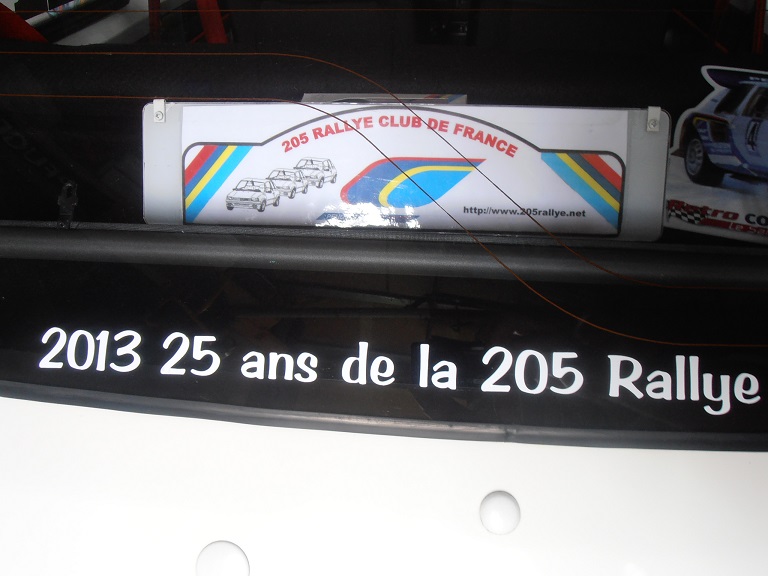 205 RALLYE CLUB DE FRANCE
http://www.205rallye.net
2013 25 ans de la 205 Rallye